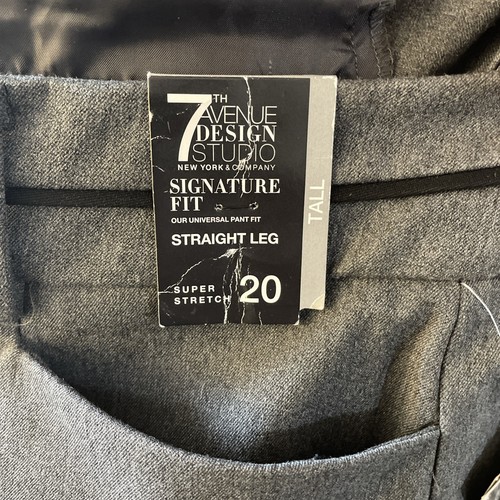 7TH
AVENUE
DESIGN
STUDIO
NEW YORK & COMPANY
SIGNATURE
FIT
OUR UNIVERSAL PANT FIT
STRAIGHT LEG
SUPER
STRETCH 20
TALL